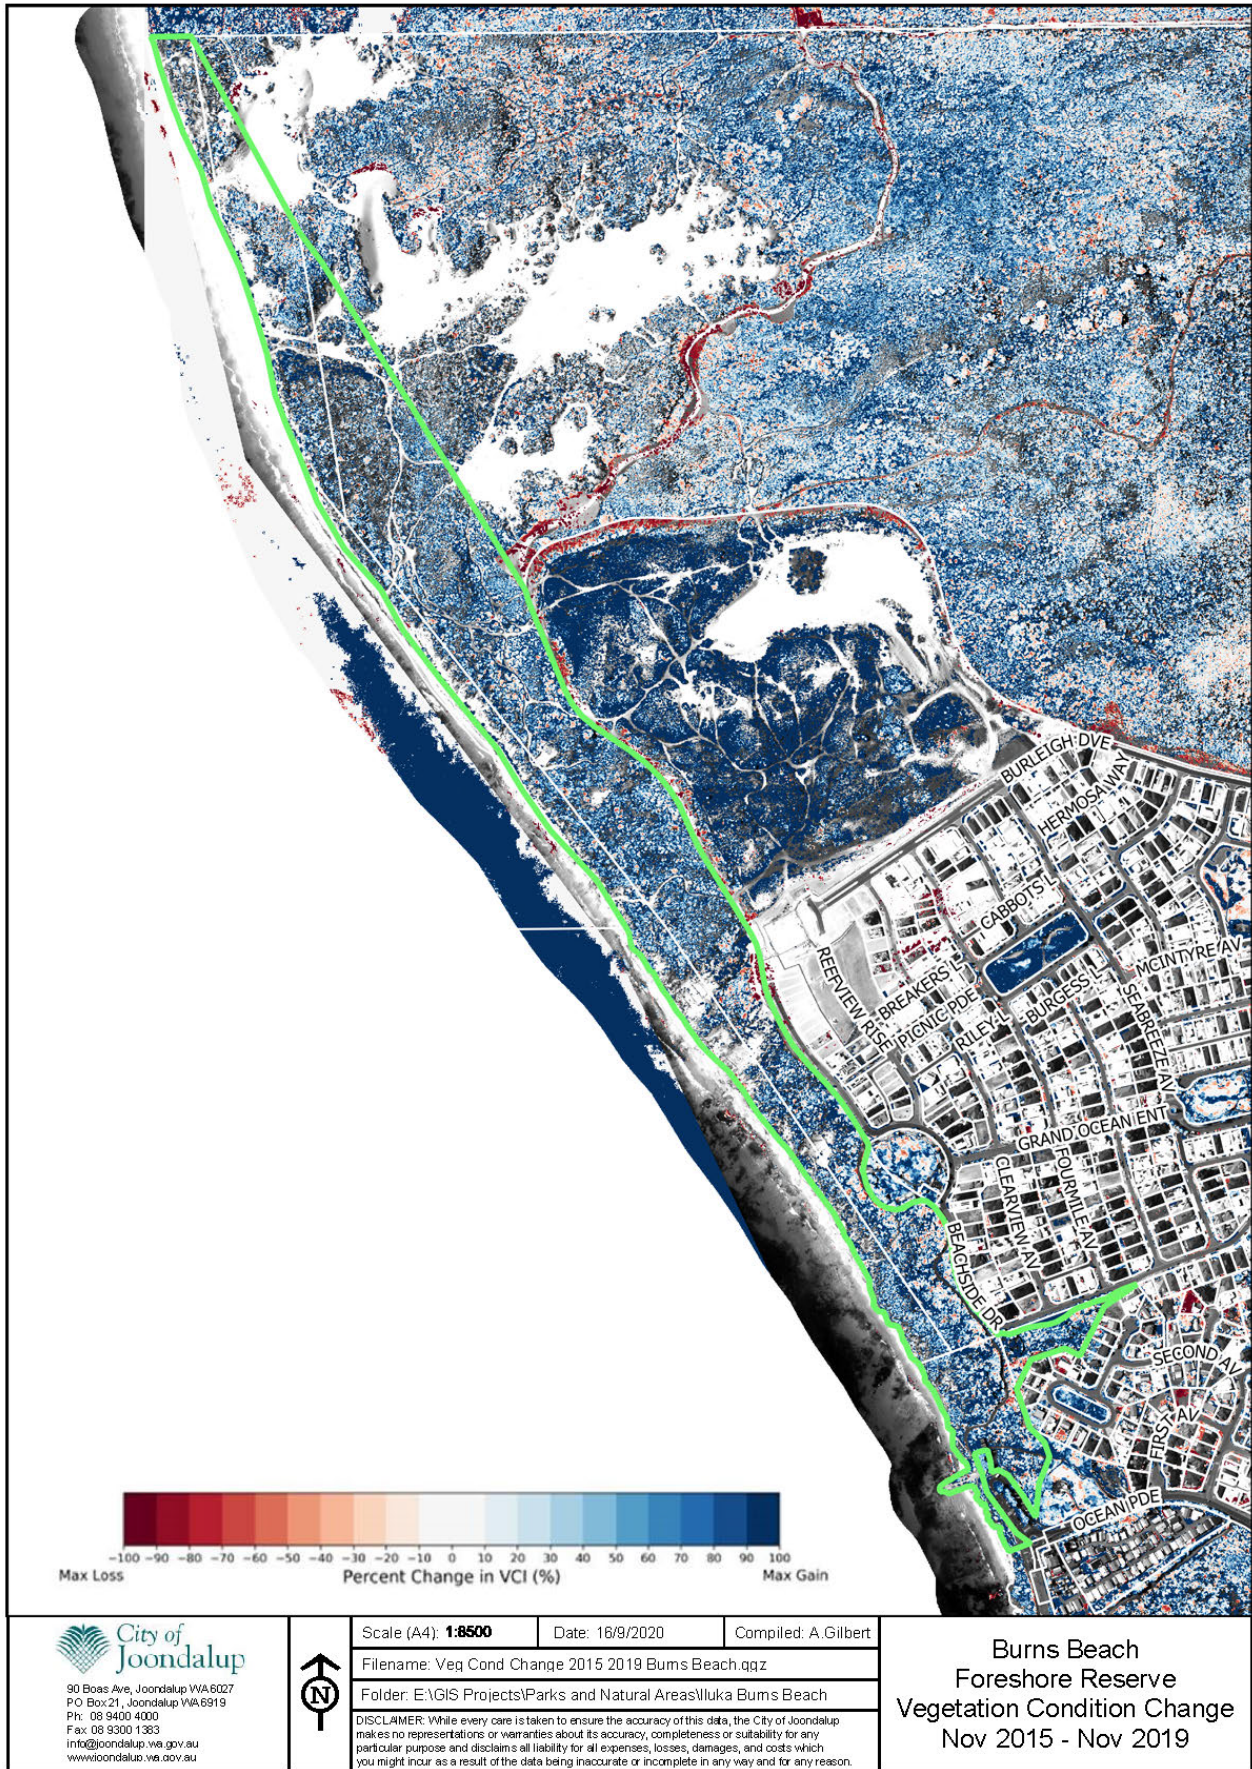 BURLEIGH DVE
HERMOSA WAY
CABBOTS L
MCINTYRE AV
REEFVIEW RISE
BREAKERS L
PICNIC PDE
RILEY L
BURGESS L
SEABREEZE AV
GRAND OCEAN ENT
CLEARVIEW AV
FOURMILE AV
BEACHSIDE DR
SECOND AV
FIRST AV
OCEAN PDE
-100 -90 -80 -70 -60 -50 -40 -30 -20 -10 0 10 20 30 40 50 60 70 80 90 100
Max Loss Percent Change in VCI (%) Max Gain
City of
Joondalup
90 Boas Ave, Joondalup WA 6027
PO Box 21, Joondalup WA 6919
Ph: 08 9400 4000
Fax: 08 9300 1383
info@joondalup.wa.gov.au
www.joondalup.wa.gov.au
N
Scale (A4): 1:8500 Date: 16/9/2020 Compiled: A.Gilbert
Filename: Veg Cond Change 2015 2019 Burns Beach.qgz
Folder: E:\GIS Projects\Parks and Natural Areas\Iluka Burns Beach
DISCLAIMER: While every care is taken to ensure the accuracy of this data, the City of Joondalup
makes no representations or warranties about its accuracy, completeness or suitability for any
particular purpose and disclaims all liability for all expenses, losses, damages, and costs which
you might incur as a result of the data being inaccurate or incomplete in any way and for any reason.
Burns Beach
Foreshore Reserve
Vegetation Condition Change
Nov 2015 - Nov 2019